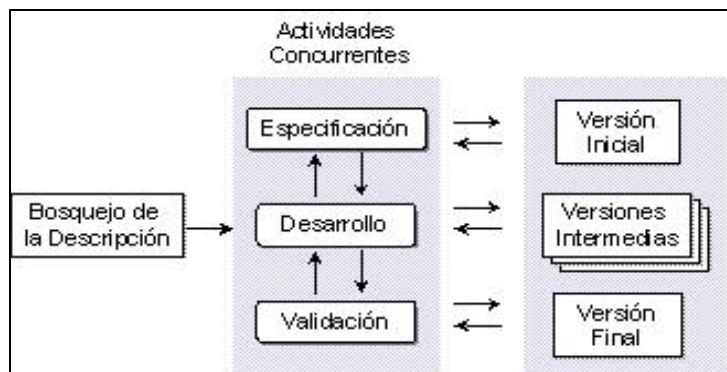 Actividades
Concurrentes
Especificación
Versión
Inicial
Bosquejo de
la Descripción
Desarrollo
Versiones
Intermedias
Validación
Versión
Final